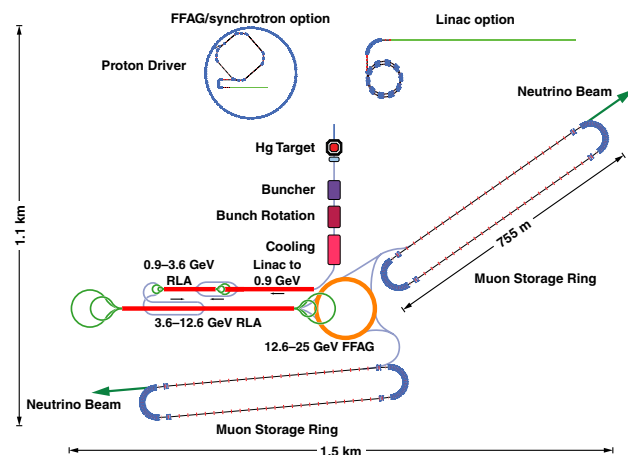 FFAG/synchrotron option
Linac option
Proton Driver
Neutrino Beam
Hg Target
Buncher
Bunch Rotation
Cooling
1.1 km
755 m
0.9–3.6 GeV
RLA
Linac to
0.9 GeV
Muon Storage Ring
3.6–12.6 GeV RLA
12.6–25 GeV FFAG
Neutrino Beam
Muon Storage Ring
1.5 km